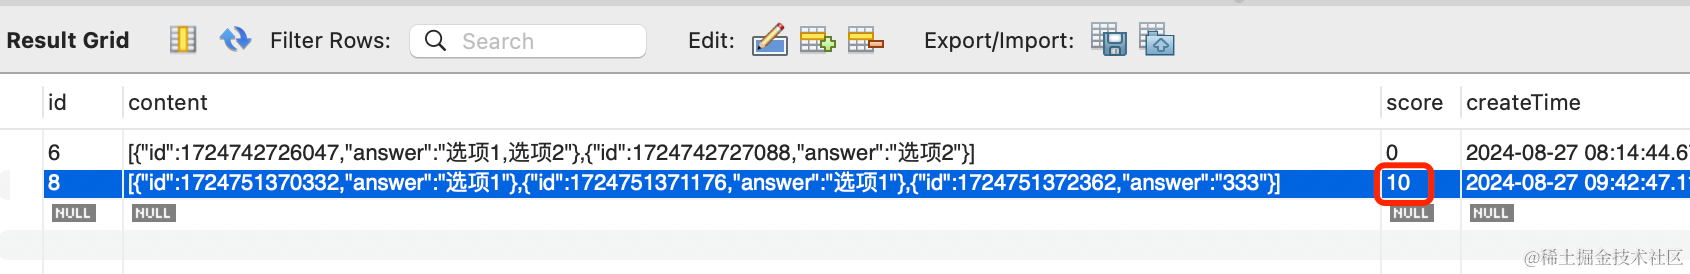 Result Grid Filter Rows: Search Edit: Export/Import:
id content score createTime
6 [{"id":1724742726047,"answer":"选项1,选项2"},{"id":1724742727088,"answer":"选项2"}] 0 2024-08-27 08:14:44.67
8 [{"id":1724751370332,"answer":"选项1"},{"id":1724751371176,"answer":"选项1"},{"id":1724751372362,"answer":"333"}] 10 2024-08-27 09:42:47.1
NULL NULL NULL NULL
@稀土掘金技术社区